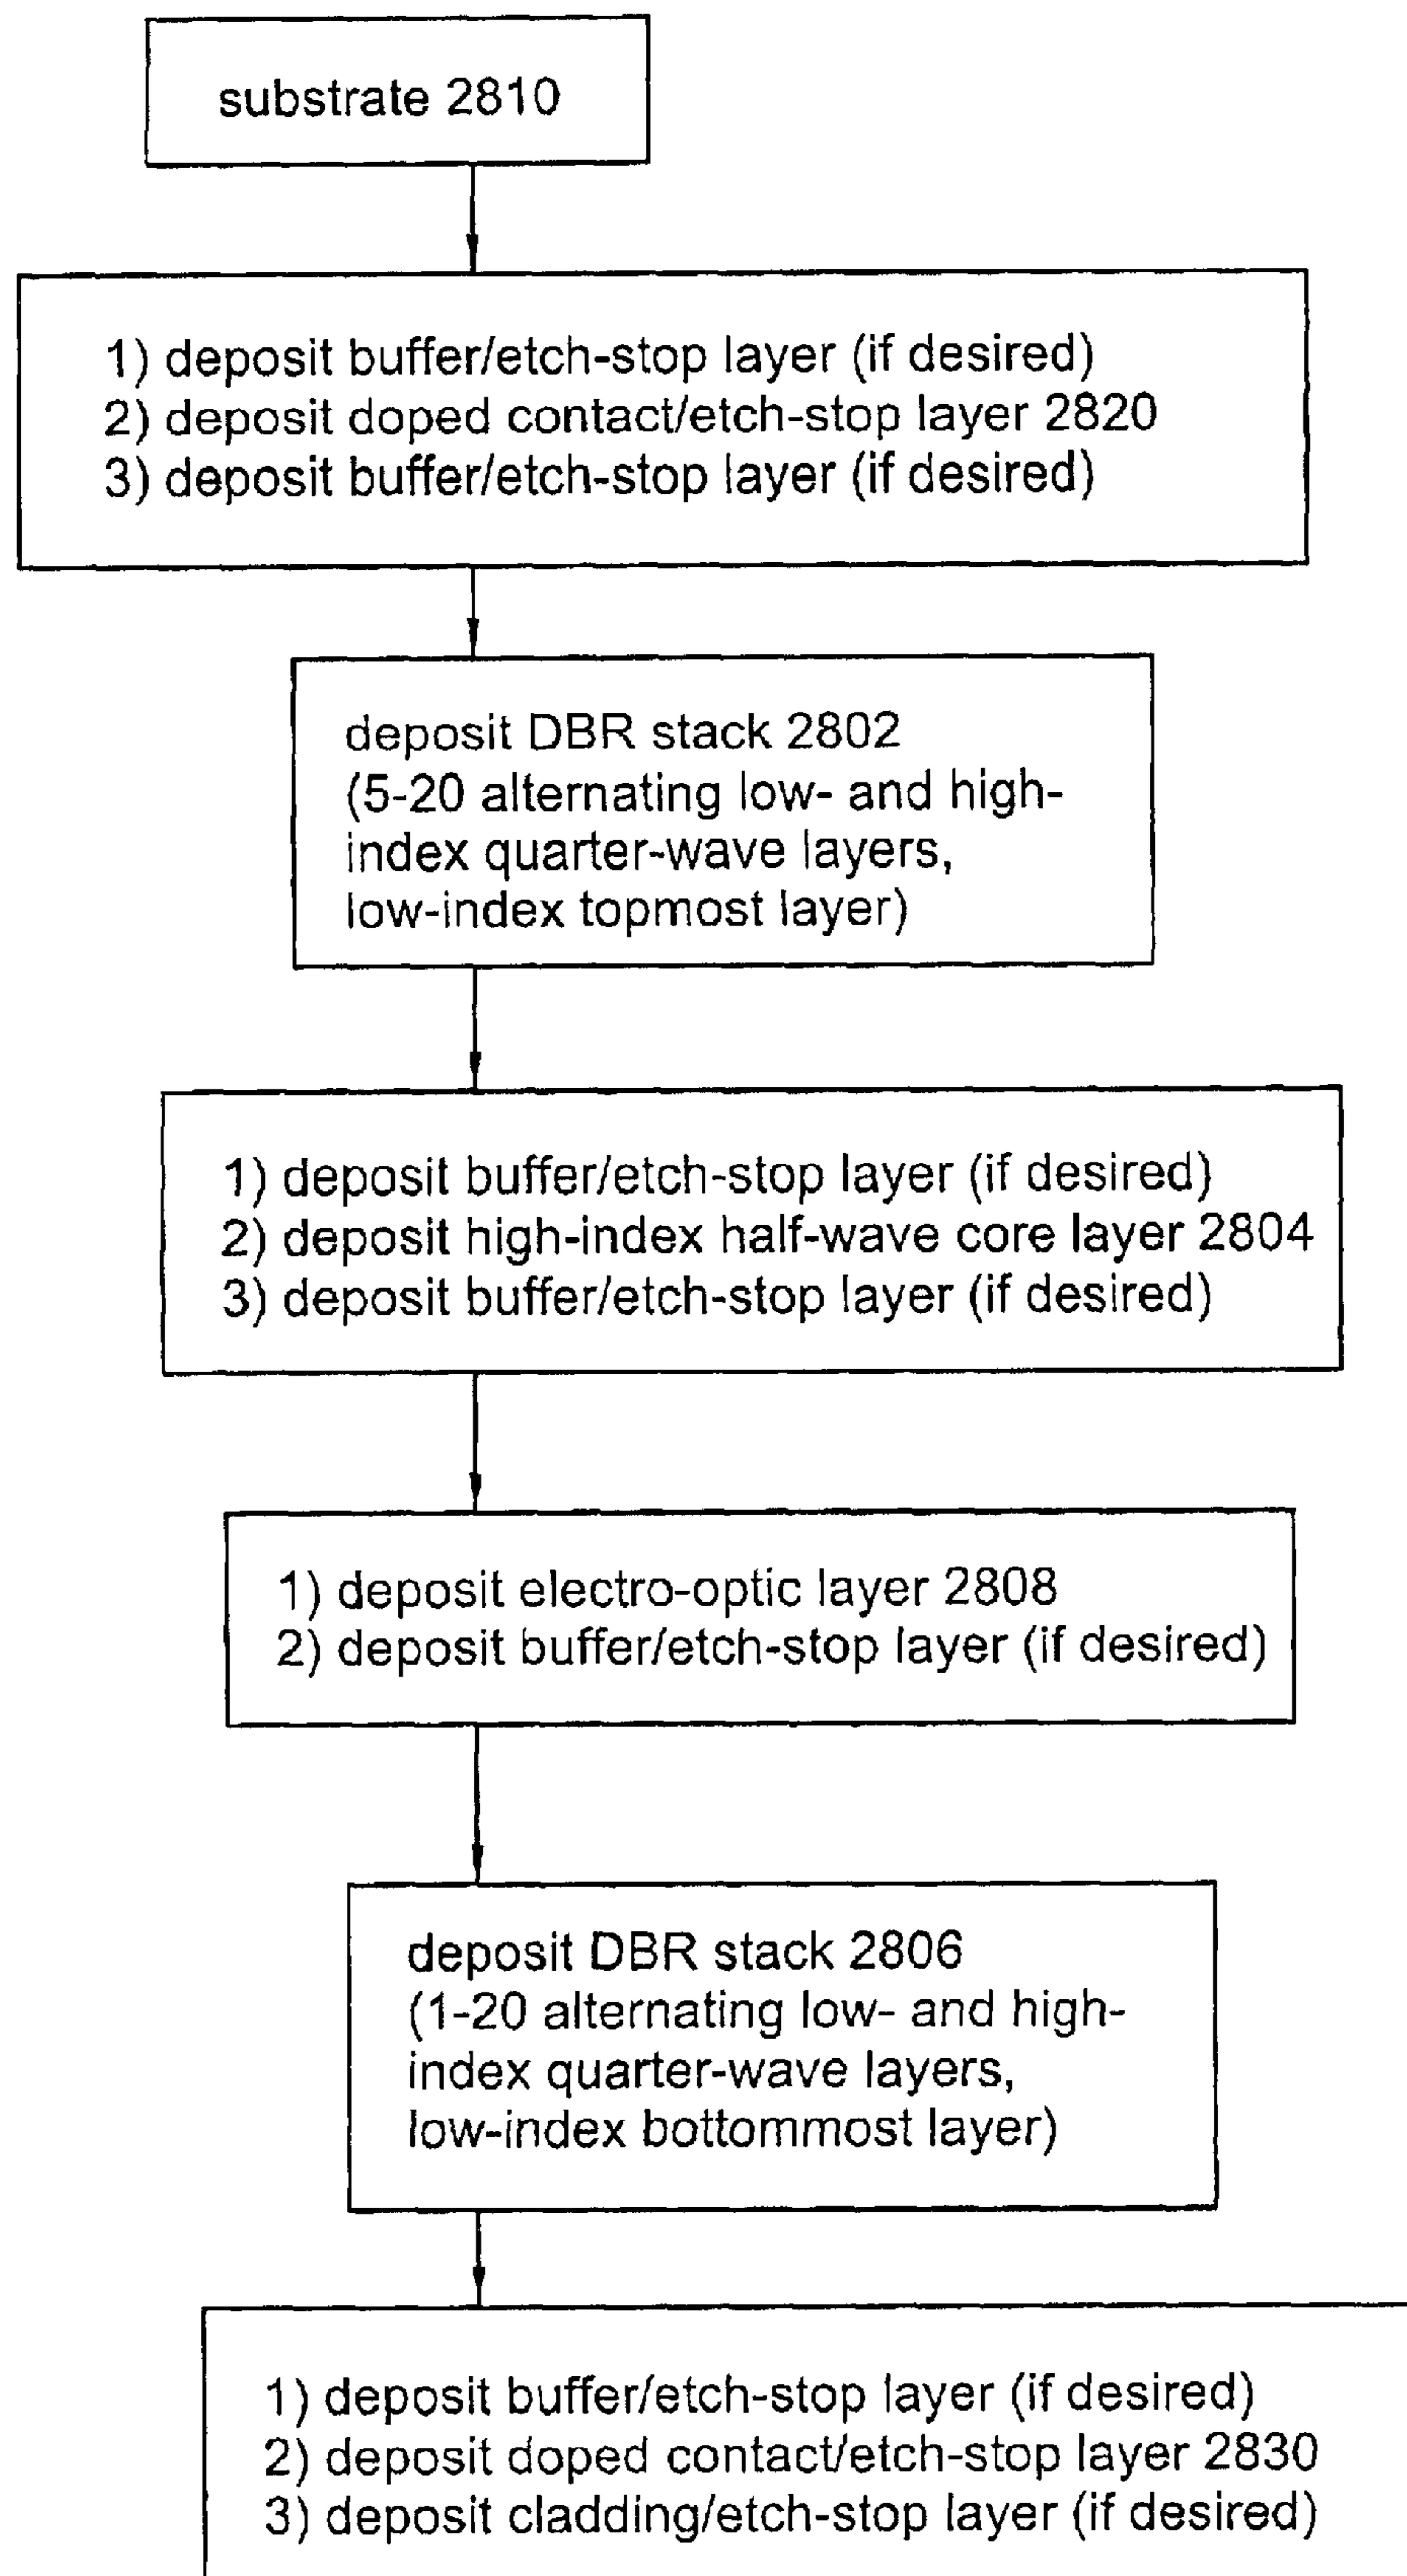 substrate 2810
1) deposit buffer/etch-stop layer (if desired)
2) deposit doped contact/etch-stop layer 2820
3) deposit buffer/etch-stop layer (if desired)
deposit DBR stack 2802
(5-20 alternating low- and high-
index quarter-wave layers,
low-index topmost layer)
1) deposit buffer/etch-stop layer (if desired)
2) deposit high-index half-wave core layer 2804
3) deposit buffer/etch-stop layer (if desired)
1) deposit electro-optic layer 2808
2) deposit buffer/etch-stop layer (if desired)
deposit DBR stack 2806
(1-20 alternating low- and high-
index quarter-wave layers,
low-index bottommost layer)
1) deposit buffer/etch-stop layer (if desired)
2) deposit doped contact/etch-stop layer 2830
3) deposit cladding/etch-stop layer (if desired)